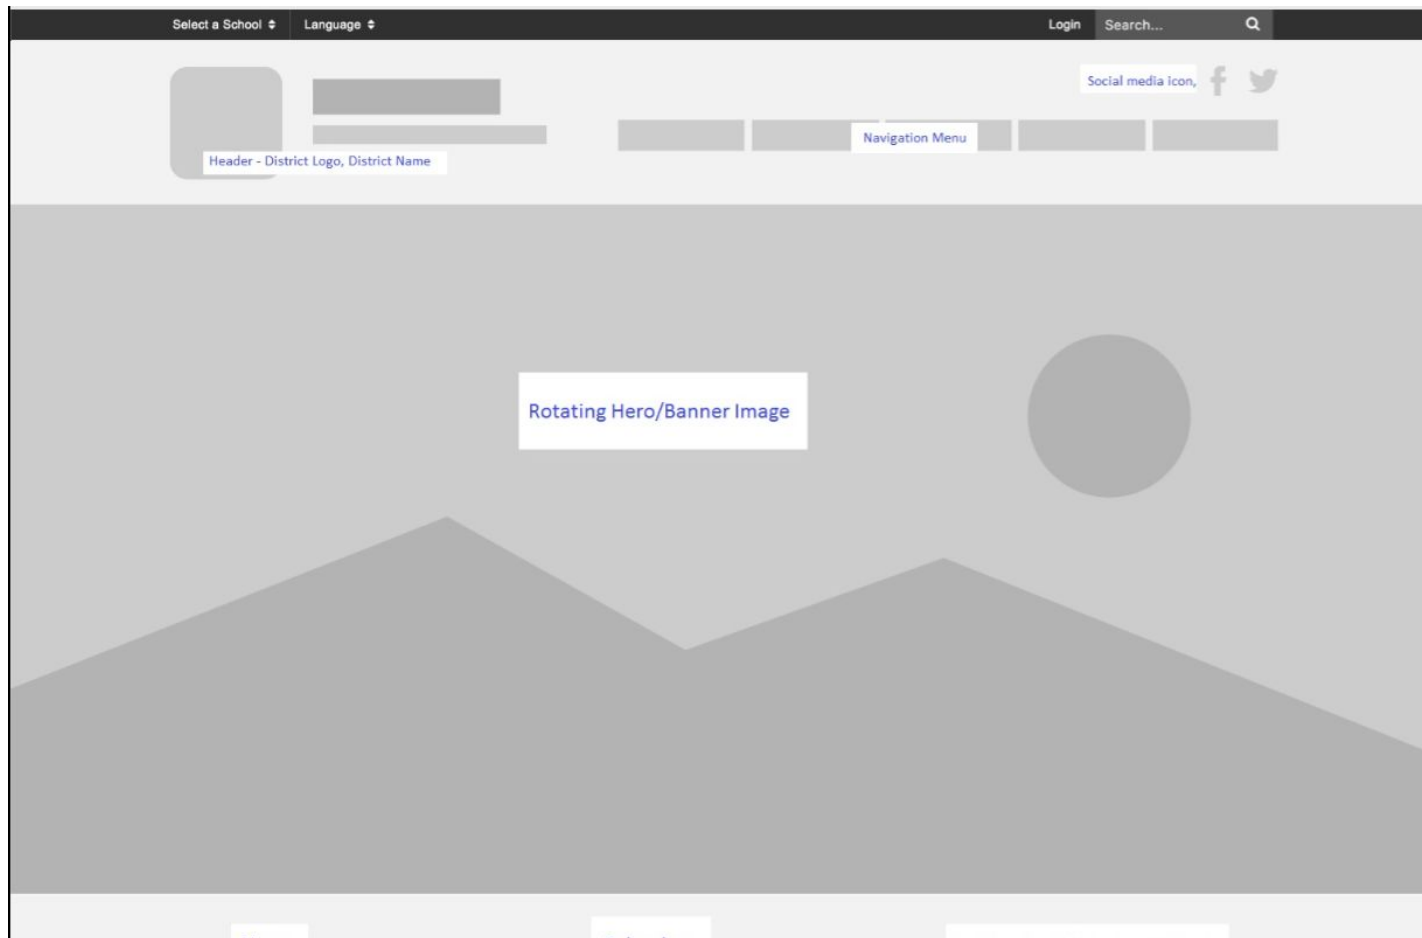 Select a School
Language
Login
Search...
Social media icon,
Navigation Menu
Header - District Logo, District Name
Rotating Hero/Banner Image